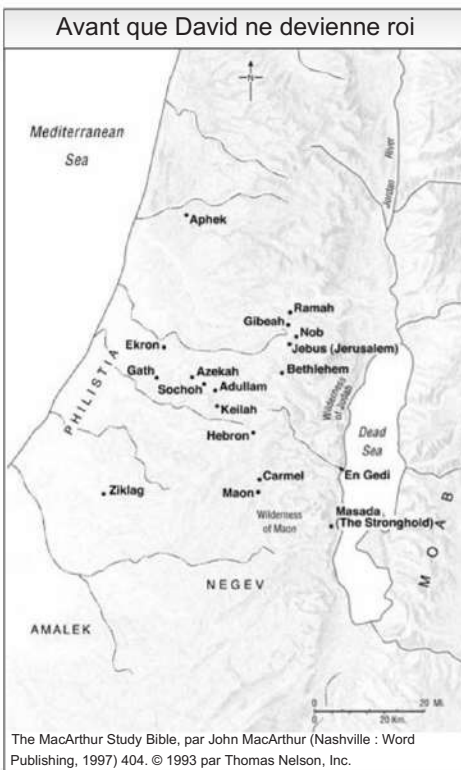 Avant que David ne devienne roi
N
Mediterranean
Sea
Jordan River
Aphek
Ramah
Gibeah
Nob
Ekron
Jebus (Jerusalem)
PHILISTIA
Gath
Azekah
Bethlehem
Sochoh
Adullam
Wilderness
of Judah
Keilah
Dead
Sea
Hebron
En Gedi
Carmel
Ziklag
Maon
Wilderness
of Maon
Masada
(The Stronghold)
MOAB
NEGEV
AMALEK
0 20 Mi.
0 20 Km.
The MacArthur Study Bible, par John MacArthur (Nashville : Word
Publishing, 1997) 404. © 1993 par Thomas Nelson, Inc.